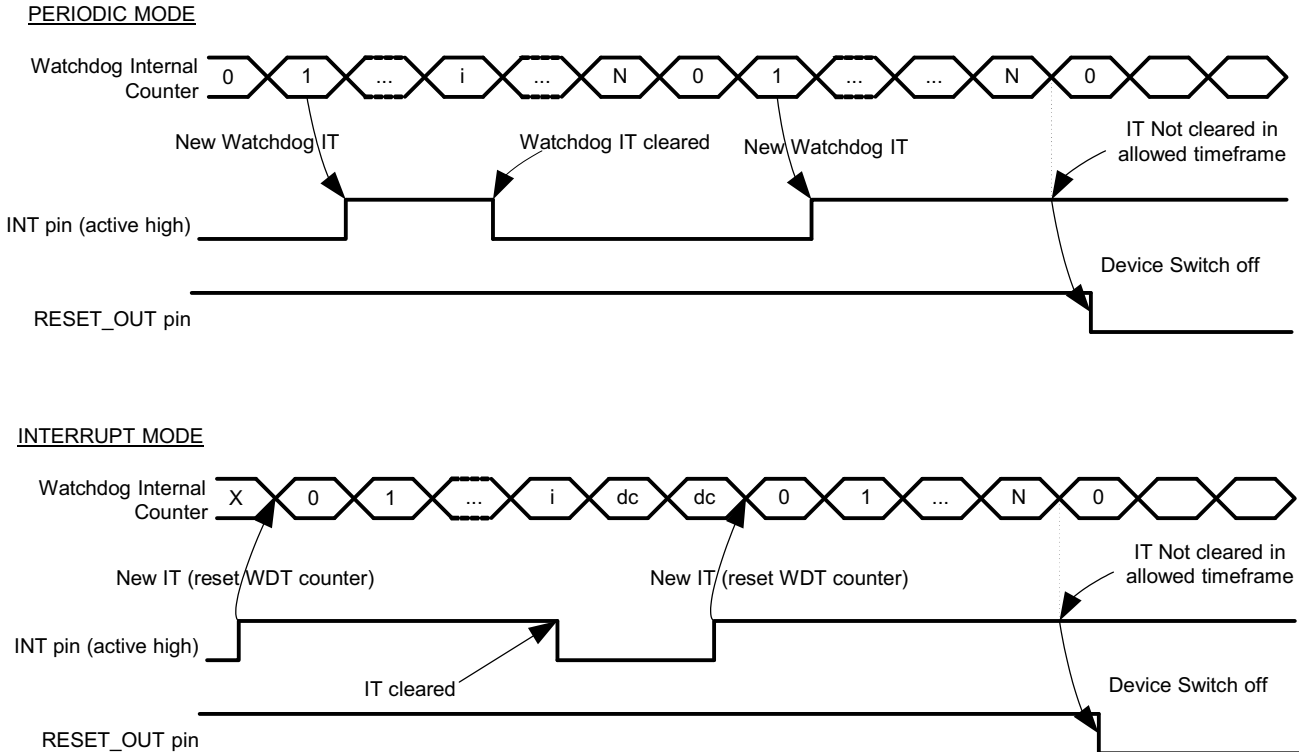 PERIODIC MODE
Watchdog Internal Counter 0 1 ... i ... N 0 1 ... ... N 0
New Watchdog IT
Watchdog IT cleared
New Watchdog IT
IT Not cleared in
allowed timeframe
INT pin (active high)
Device Switch off
RESET_OUT pin
INTERRUPT MODE
Watchdog Internal Counter X 0 1 ... i dc dc 0 1 ... N 0
New IT (reset WDT counter)
New IT (reset WDT counter)
IT Not cleared in
allowed timeframe
INT pin (active high)
IT cleared
Device Switch off
RESET_OUT pin